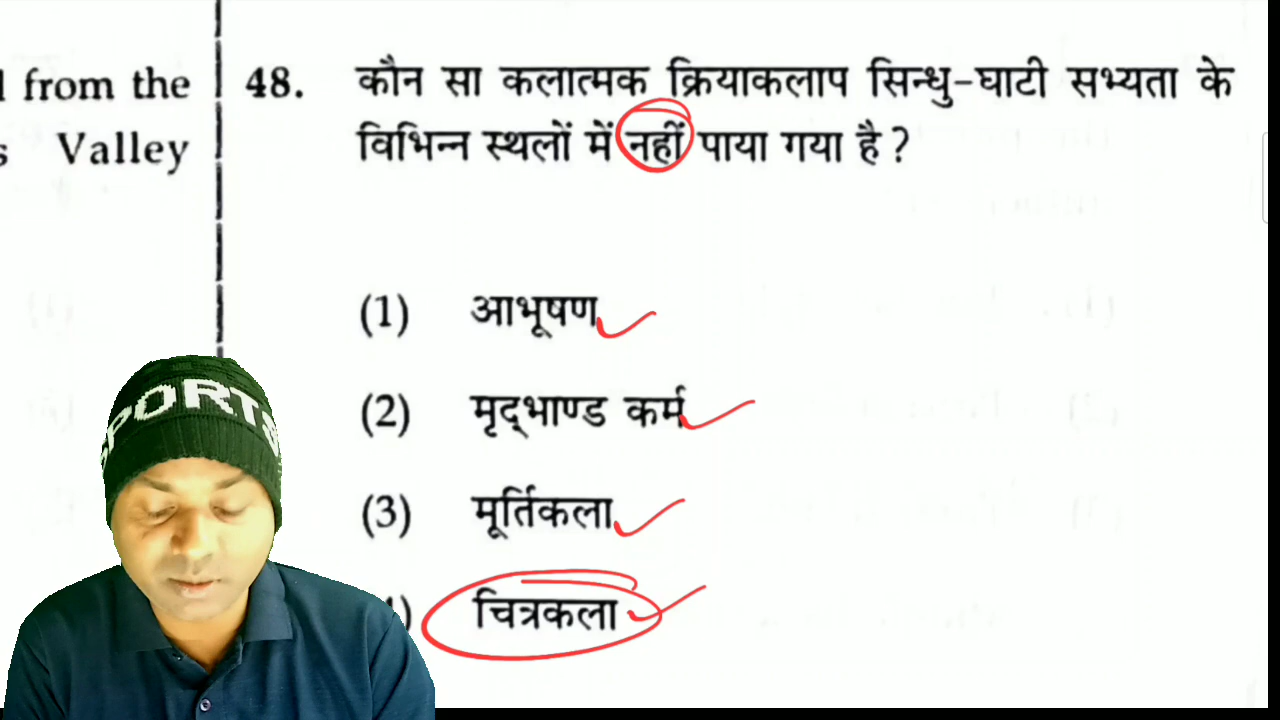 from the
Valley
48. कौन सा कलात्मक क्रियाकलाप सिन्धु-घाटी सभ्यता के
विभिन्न स्थलों में नहीं पाया गया है ?
(1) आभूषण
(2) मृद्भाण्ड कर्म
(3) मूर्तिकला
चित्रकला
SPORTS